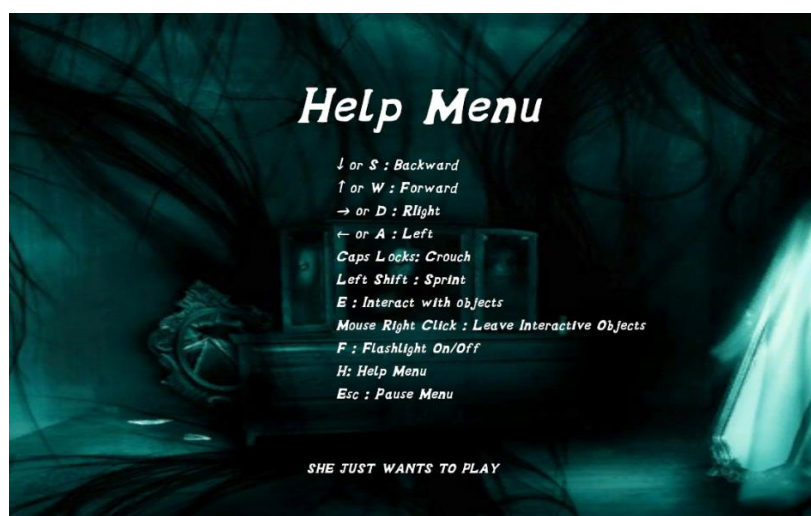 Help Menu
↓ or S : Backward
↑ or W : Forward
→ or D : RIight
← or A : Left
Caps Locks: Crouch
Left Shift : Sprint
E : Interact with objects
Mouse Right Click : Leave Interactive Objects
F : Flashlight On/Off
H: Help Menu
Esc : Pause Menu
SHE JUST WANTS TO PLAY